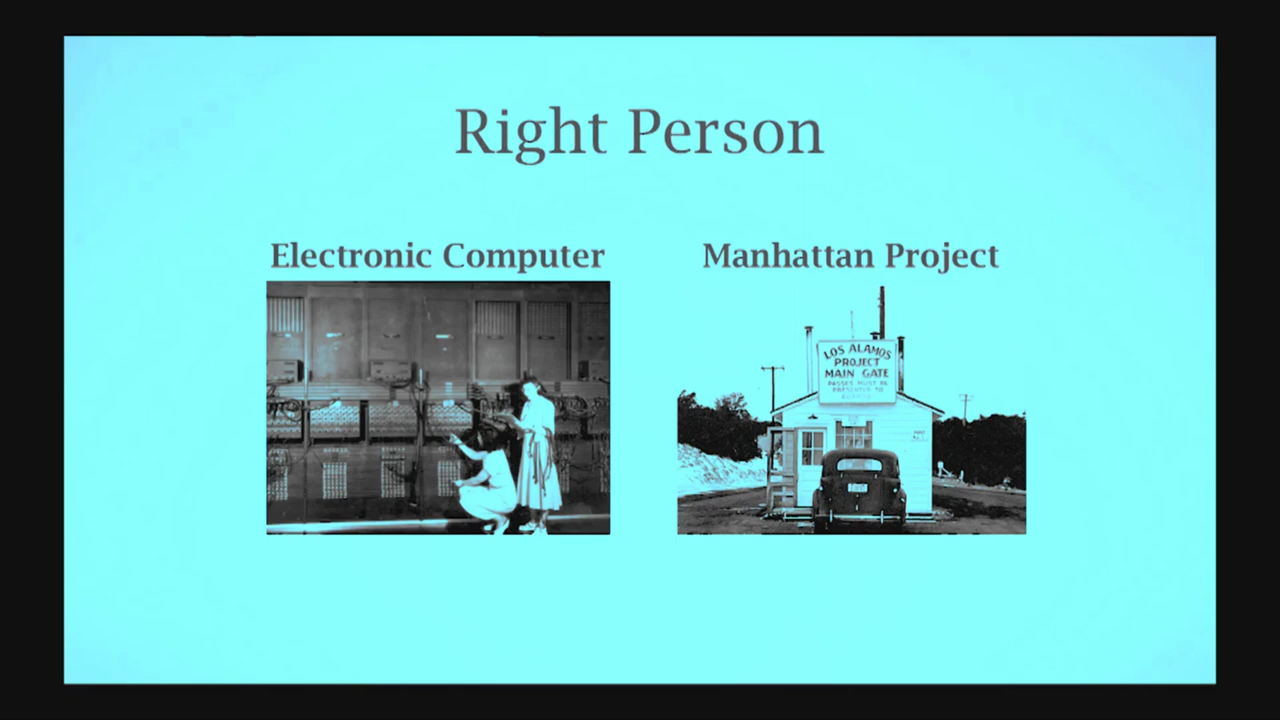 Right Person
Electronic Computer
Manhattan Project
LOS ALAMOS
PROJECT
MAIN GATE
PASSES MUST BE
PRESENTED TO